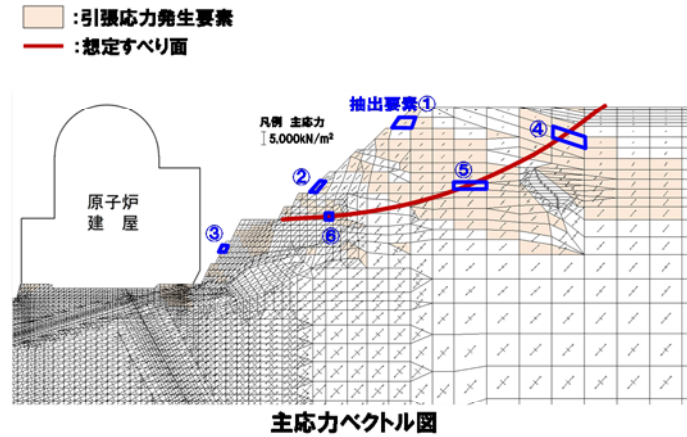 :引張応力発生要素
:想定すべり面
抽出要素①
凡例 主応力
5.000kN/m²
④
②
⑤
原子炉
建 屋
⑥
③
主応力ベクトル図